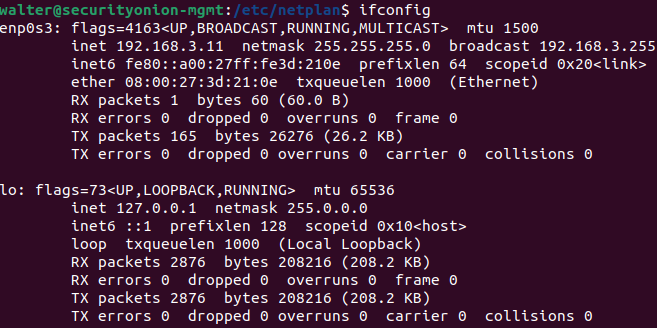 walter@securityonion-mgmt:/etc/netplan$ ifconfig
enp0s3: flags=4163<UP,BROADCAST,RUNNING,MULTICAST>  mtu 1500
        inet 192.168.3.11  netmask 255.255.255.0  broadcast 192.168.3.255
        inet6 fe80::a00:27ff:fe3d:210e  prefixlen 64  scopeid 0x20<link>
        ether 08:00:27:3d:21:0e  txqueuelen 1000  (Ethernet)
        RX packets 1  bytes 60 (60.0 B)
        RX errors 0  dropped 0  overruns 0  frame 0
        TX packets 165  bytes 26276 (26.2 KB)
        TX errors 0  dropped 0 overruns 0  carrier 0  collisions 0

lo: flags=73<UP,LOOPBACK,RUNNING>  mtu 65536
        inet 127.0.0.1  netmask 255.0.0.0
        inet6 ::1  prefixlen 128  scopeid 0x10<host>
        loop  txqueuelen 1000  (Local Loopback)
        RX packets 2876  bytes 208216 (208.2 KB)
        RX errors 0  dropped 0  overruns 0  frame 0
        TX packets 2876  bytes 208216 (208.2 KB)
        TX errors 0  dropped 0 overruns 0  carrier 0  collisions 0